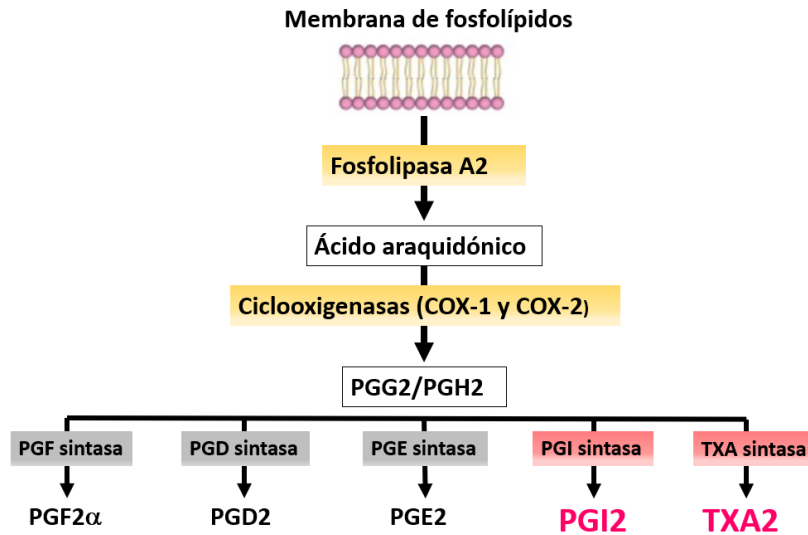 Membrana de fosfolípidos
Fosfolipasa A2
Ácido araquidónico
Ciclooxigenasas (COX-1 y COX-2)
PGG2/PGH2
PGF sintasa
PGD sintasa
PGE sintasa
PGI sintasa
TXA sintasa
PGF2α
PGD2
PGE2
PGI2
TXA2